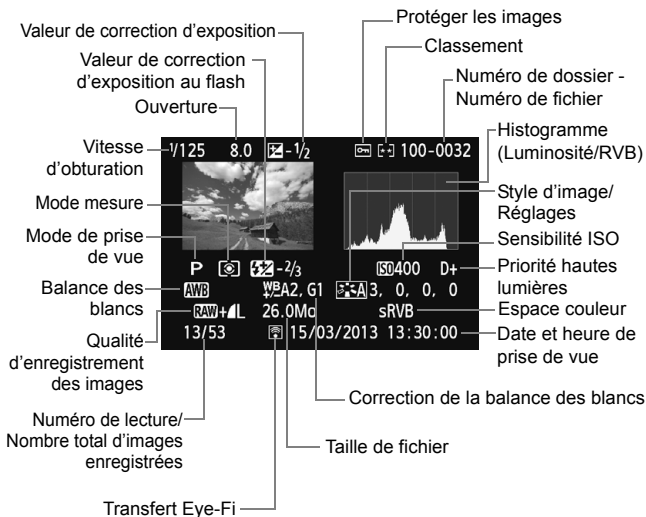 Protéger les images
Valeur de correction d'exposition
Classement
Valeur de correction
d'exposition au flash
Numéro de dossier -
Numéro de fichier
Ouverture
Histogramme
(Luminosité/RVB)
Vitesse
d'obturation
1/125 8.0 -1/2 100-0032
Style d'image/
Réglages
Mode mesure
Sensibilité ISO
Mode de prise
de vue
P -2/3 ISO400 D+
Priorité hautes
lumières
Balance des
blancs
AWB WB A2, G1 A 3, 0, 0, 0
Espace couleur
RAW+L 26.0Mo sRVB
Qualité
d'enregistrement
des images
13/53 15/03/2013 13:30:00
Date et heure de
prise de vue
Correction de la balance des blancs
Numéro de lecture/
Nombre total d'images
enregistrées
Taille de fichier
Transfert Eye-Fi